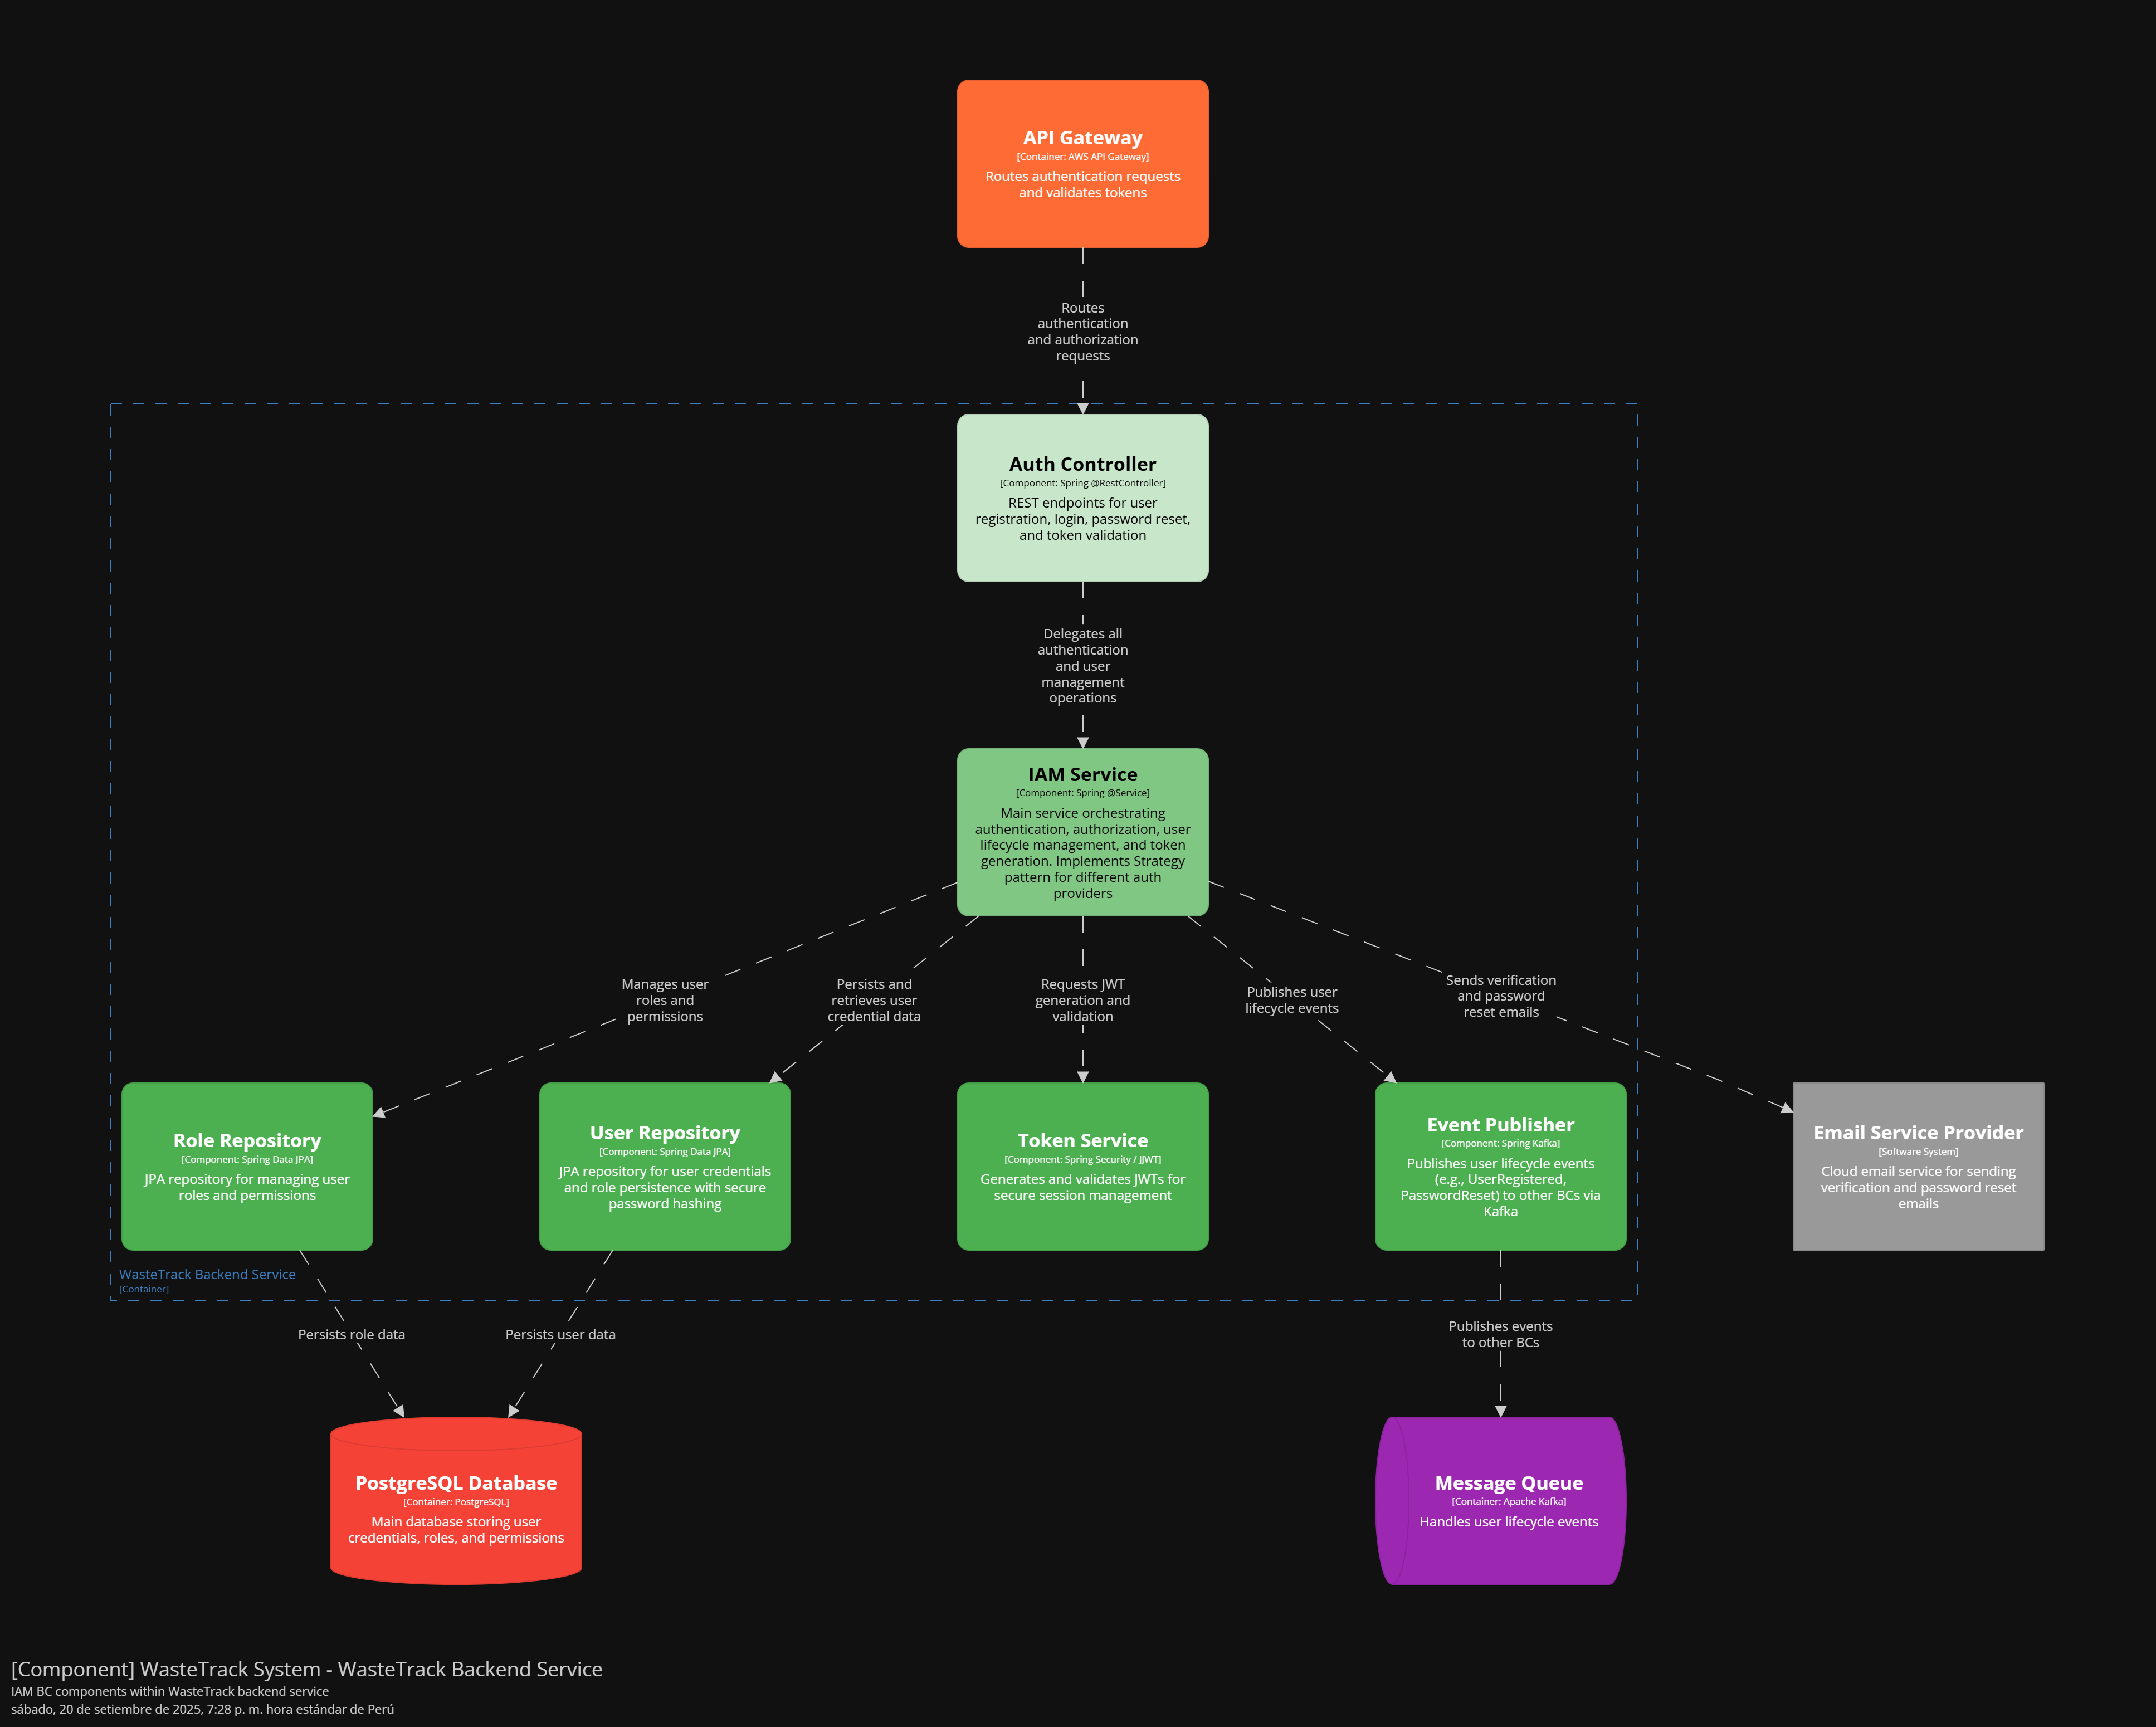 API Gateway
[Container: AWS API Gateway]
Routes authentication requests
and validates tokens
Routes
authentication
and authorization
requests
Auth Controller
[Component: Spring @RestController]
REST endpoints for user
registration, login, password reset,
and token validation
Delegates all
authentication
and user
management
operations
IAM Service
[Component: Spring @Service]
Main service orchestrating
authentication, authorization, user
lifecycle management, and token
generation. Implements Strategy
pattern for different auth
providers
Manages user
roles and
permissions
Persists and
retrieves user
credential data
Requests JWT
generation and
validation
Publishes user
lifecycle events
Sends verification
and password
reset emails
Role Repository
[Component: Spring Data JPA]
JPA repository for managing user
roles and permissions
User Repository
[Component: Spring Data JPA]
JPA repository for user credentials
and role persistence with secure
password hashing
Token Service
[Component: Spring Security / JJWT]
Generates and validates JWTs for
secure session management
Event Publisher
[Component: Spring Kafka]
Publishes user lifecycle events
(e.g., UserRegistered,
PasswordReset) to other BCs via
Kafka
Email Service Provider
[Software System]
Cloud email service for sending
verification and password reset
emails
WasteTrack Backend Service
[Container]
Persists role data
Persists user data
Publishes events
to other BCs
PostgreSQL Database
[Container: PostgreSQL]
Main database storing user
credentials, roles, and permissions
Message Queue
[Container: Apache Kafka]
Handles user lifecycle events
[Component] WasteTrack System - WasteTrack Backend Service
IAM BC components within WasteTrack backend service
sábado, 20 de setiembre de 2025, 7:28 p. m. hora estándar de Perú